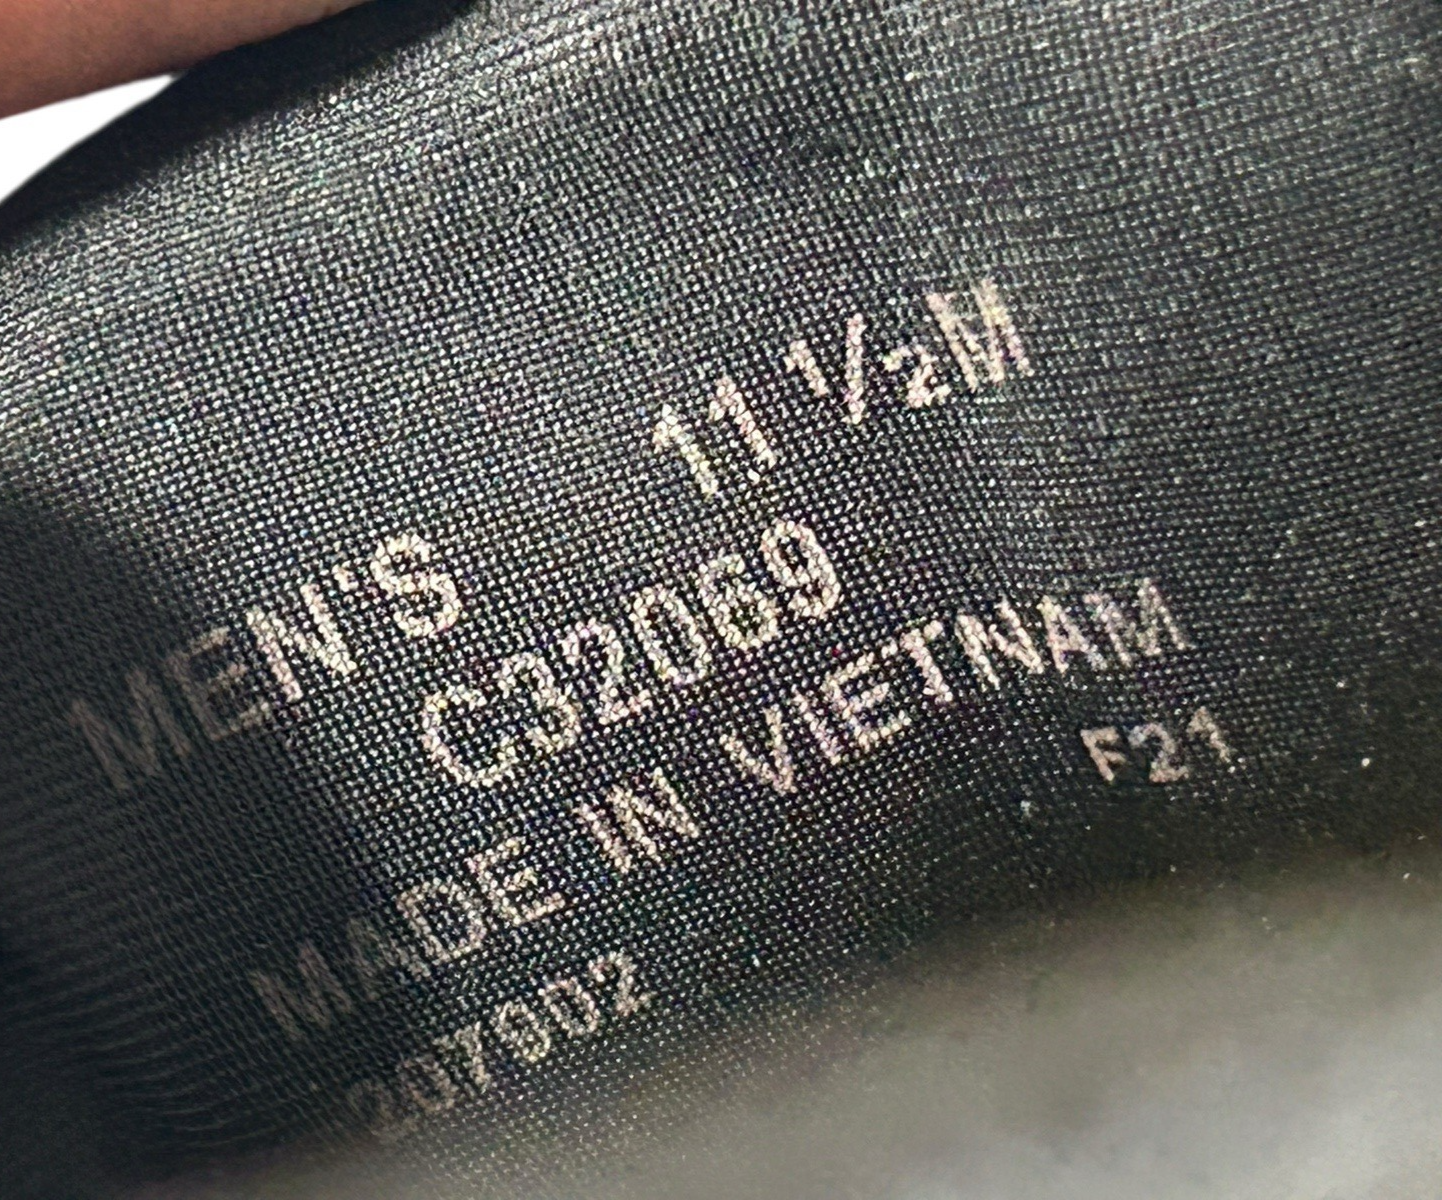 MEN'S 11 ½M
C32069
MADE IN VIETNAM
F21